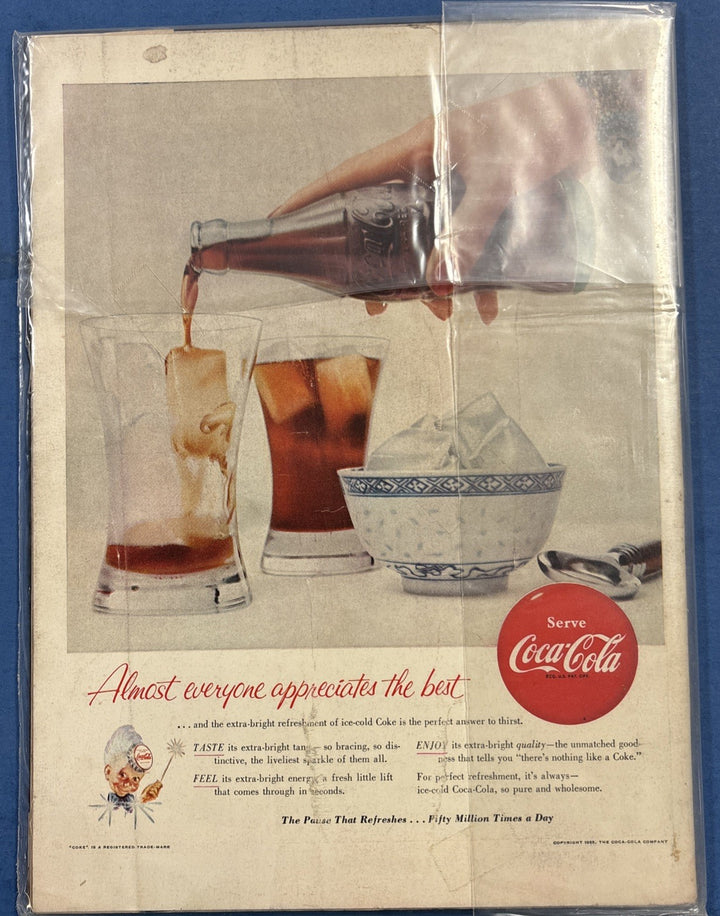 Coca-Cola
Serve
Coca-Cola
REG. U.S. PAT. OFF.
Almost everyone appreciates the best
...and the extra-bright refreshment of ice-cold Coke is the perfect answer to thirst.
TASTE its extra-bright tang so bracing, so dis-
tinctive, the liveliest sparkle of them all.
FEEL its extra-bright energy, a fresh little lift
that comes through in seconds.
ENJOY its extra-bright quality—the unmatched good-
ness that tells you "there's nothing like a Coke."
For perfect refreshment, it's always—
ice-cold Coca-Cola, so pure and wholesome.
Coca-Cola
The Pause That Refreshes... Fifty Million Times a Day
"COKE" IS A REGISTERED TRADE-MARK
COPYRIGHT 1955, THE COCA-COLA COMPANY